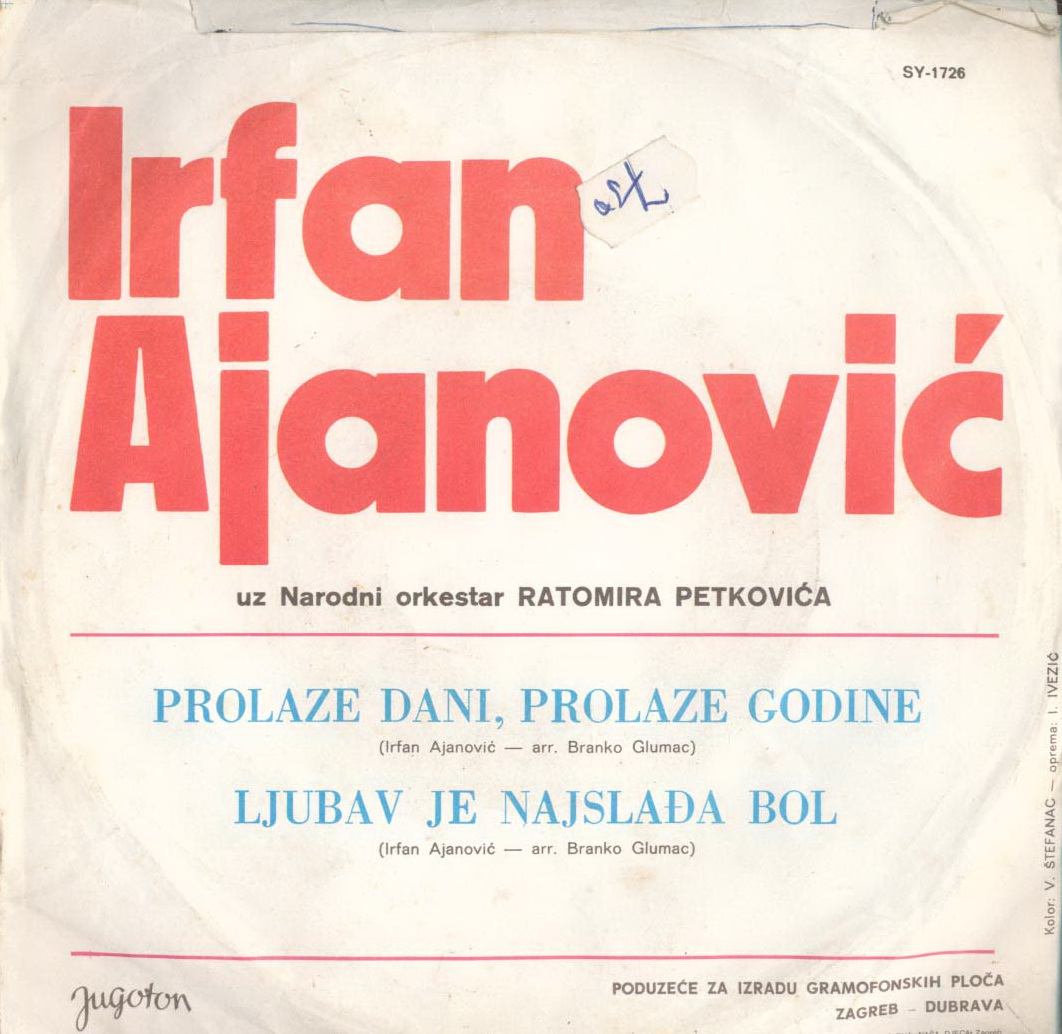 SY-1726
Irfan
Ajanović
uz Narodni orkestar RATOMIRA PETKOVIĆA
PROLAZE DANI, PROLAZE GODINE
(Irfan Ajanović — arr. Branko Glumac)
LJUBAV JE NAJSLAĐA BOL
(Irfan Ajanović — arr. Branko Glumac)
Jugoton
PODUZEĆE ZA IZRADU GRAMOFONSKIH PLOČA
ZAGREB – DUBRAVA
Kolor: V. ŠTEFANAC — oprema: I. IVEZIĆ